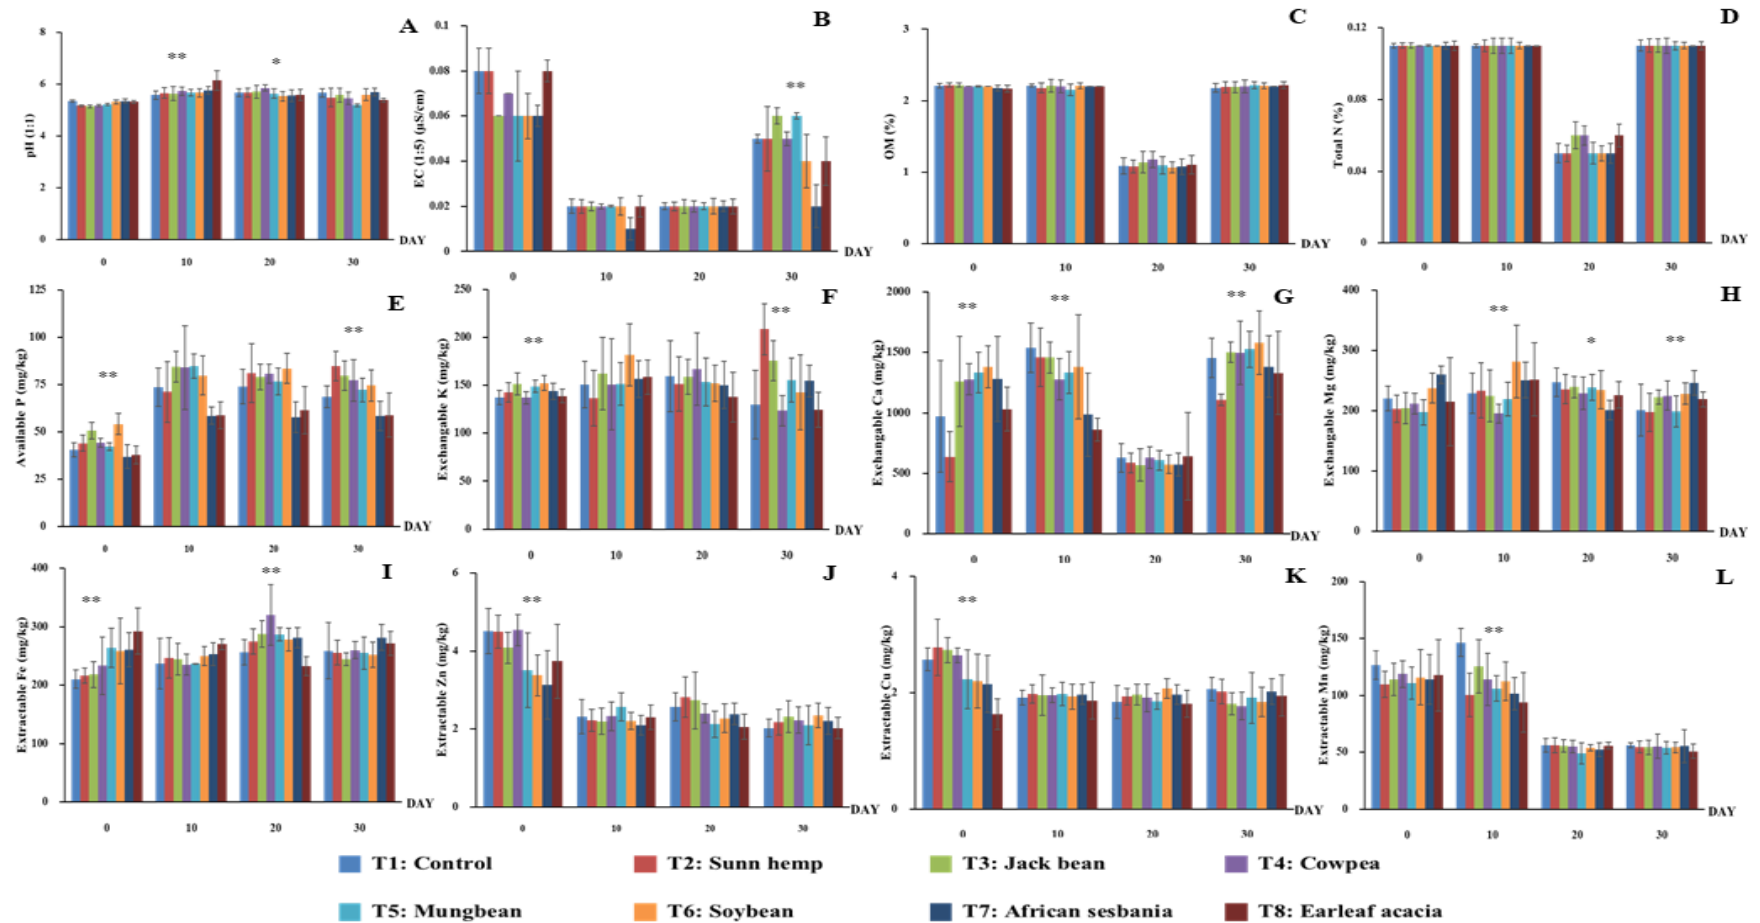 A
pH (1:1)
8
6
4
2
0
**
*
0 10 20 30
DAY
B
EC (1:5) (µS/cm)
0.1
0.08
0.06
0.04
0.02
0
**
0 10 20 30
DAY
C
OM (%)
3
2
1
0
0 10 20 30
DAY
D
Total N (%)
0.12
0.08
0.04
0
0 10 20 30
DAY
E
Available P (mg/kg)
125
100
75
50
25
0
**
**
0 10 20 30
DAY
F
Exchangable K (mg/kg)
250
200
150
100
50
0
**
**
0 10 20 30
DAY
G
Exchangable Ca (mg/kg)
2000
1500
1000
500
0
**
**
**
0 10 20 30
DAY
H
Exchangable Mg (mg/kg)
400
300
200
100
0
**
*
**
0 10 20 30
DAY
I
Extractable Fe (mg/kg)
400
300
200
100
0
**
**
0 10 20 30
DAY
J
Extractable Zn (mg/kg)
6
4
2
0
**
0 10 20 30
DAY
K
Extractable Cu (mg/kg)
4
2
0
**
0 10 20 30
DAY
L
Extractable Mn (mg/kg)
200
150
100
50
0
**
0 10 20 30
DAY
T1: Control T2: Sunn hemp T3: Jack bean T4: Cowpea
T5: Mungbean T6: Soybean T7: African sesbania T8: Earleaf acacia